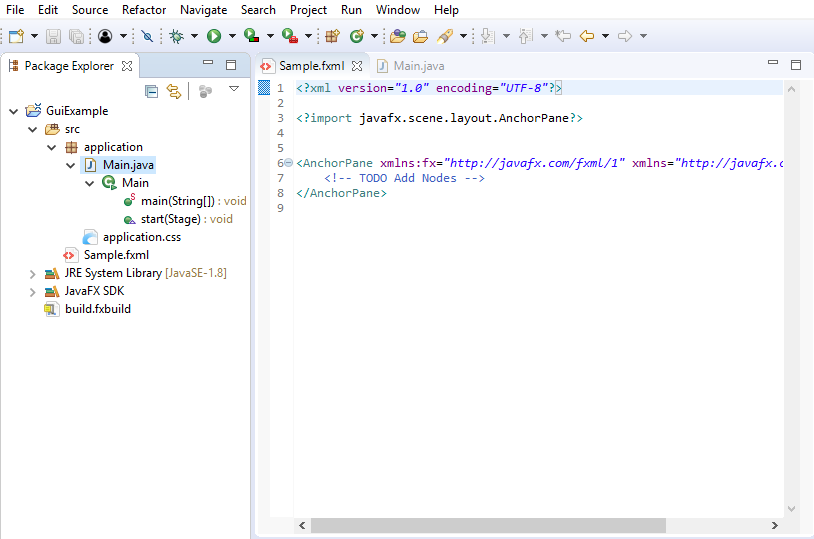 File Edit Source Refactor Navigate Search Project Run Window Help
Package Explorer
GuiExample
src
application
Main.java
Main
main(String[]) : void
start(Stage) : void
application.css
Sample.fxml
JRE System Library [JavaSE-1.8]
JavaFX SDK
build.fxbuild
Sample.fxml Main.java
1 <?xml version="1.0" encoding="UTF-8"?>
2
3 <?import javafx.scene.layout.AnchorPane?>
4
5
6 <AnchorPane xmlns:fx="http://javafx.com/fxml/1" xmlns="http://javafx.c
7 <!-- TODO Add Nodes -->
8 </AnchorPane>
9